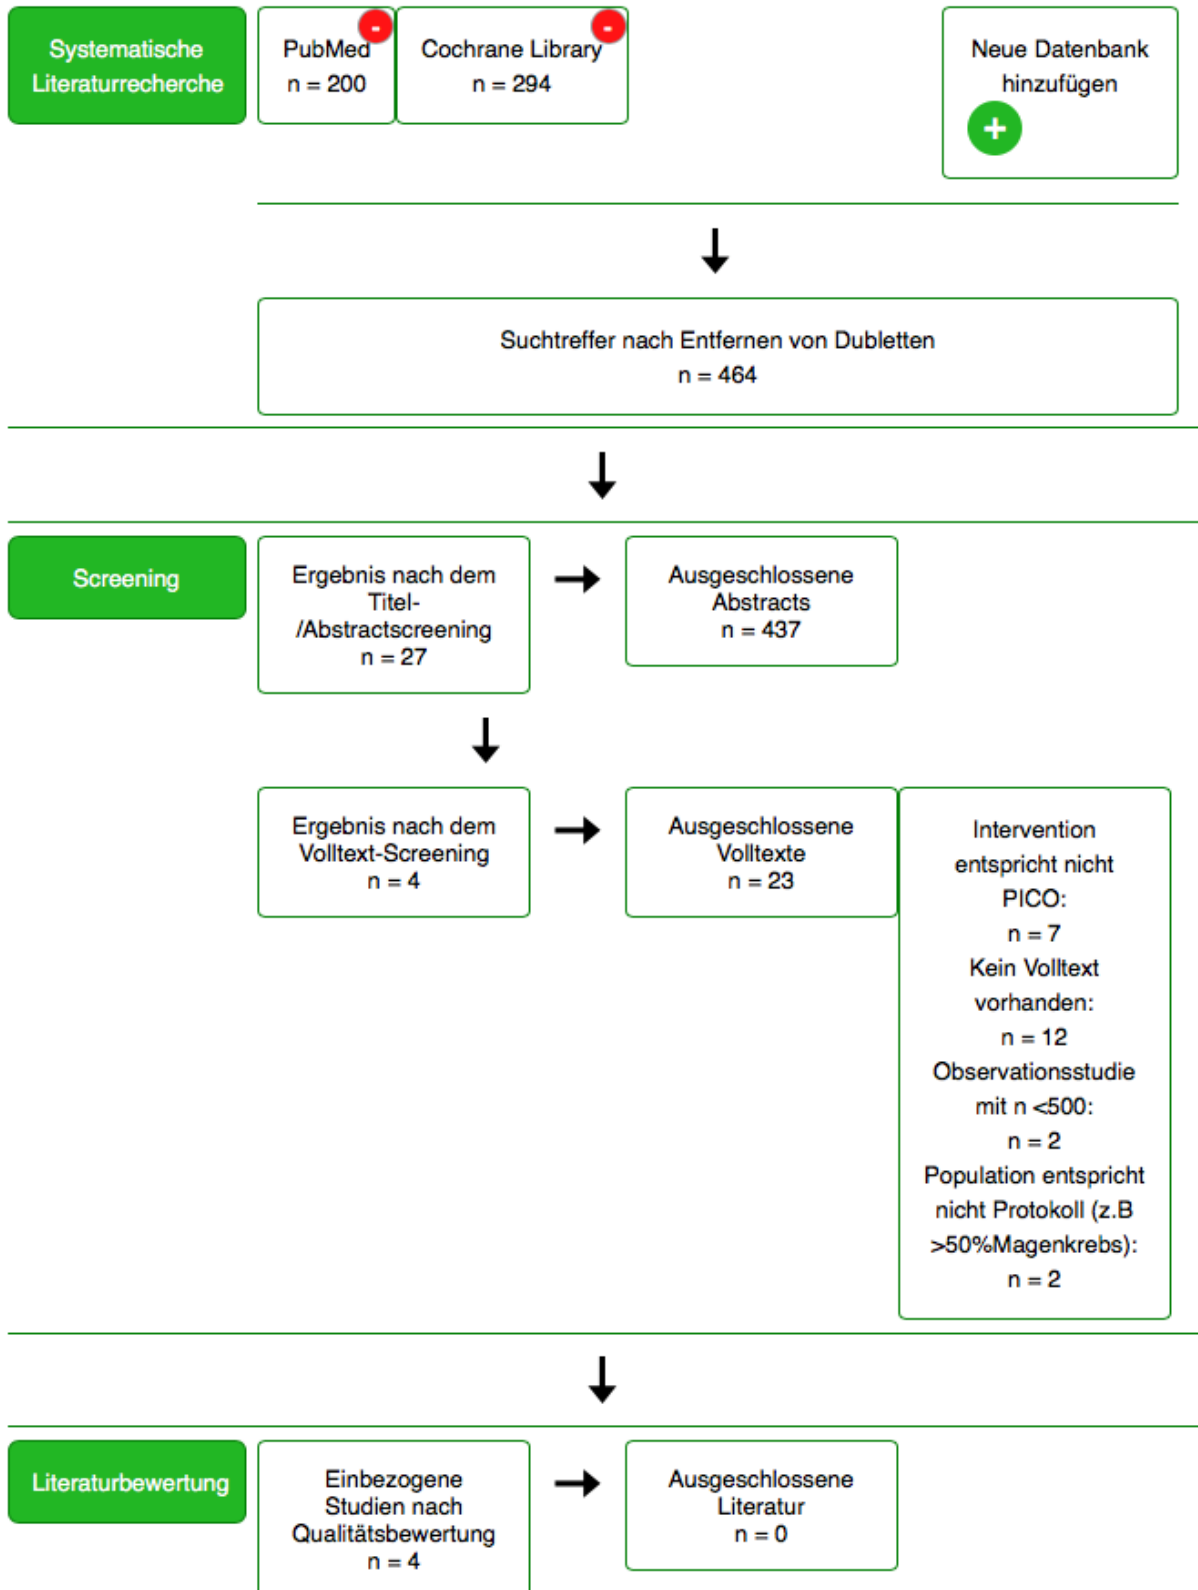 Systematische
Literaturrecherche
PubMed
n = 200
-
Cochrane Library
n = 294
-
Neue Datenbank
hinzufügen
+
Suchtreffer nach Entfernen von Dubletten
n = 464
Screening
Ergebnis nach dem
Titel-
/Abstractscreening
n = 27
Ausgeschlossene
Abstracts
n = 437
Ergebnis nach dem
Volltext-Screening
n = 4
Ausgeschlossene
Volltexte
n = 23
Intervention
entspricht nicht
PICO:
n = 7
Kein Volltext
vorhanden:
n = 12
Observationsstudie
mit n <500:
n = 2
Population entspricht
nicht Protokoll (z.B
>50%Magenkrebs):
n = 2
Literaturbewertung
Einbezogene
Studien nach
Qualitätsbewertung
n = 4
Ausgeschlossene
Literatur
n = 0